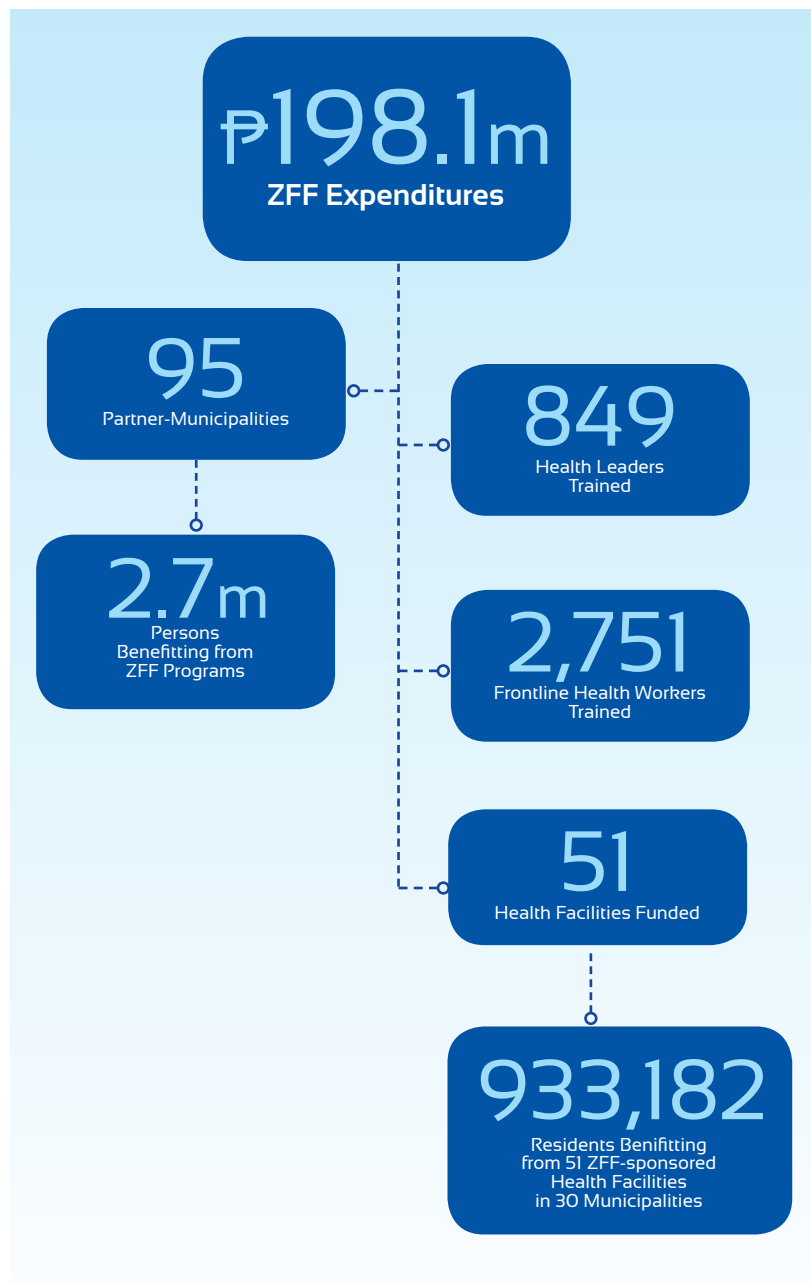 ₱198.1m
ZFF Expenditures
95
Partner-Municipalities
849
Health Leaders
Trained
2.7m
Persons
Benefitting from
ZFF Programs
2,751
Frontline Health Workers
Trained
51
Health Facilities Funded
933,182
Residents Benifitting
from 51 ZFF-sponsored
Health Facilities
in 30 Municipalities